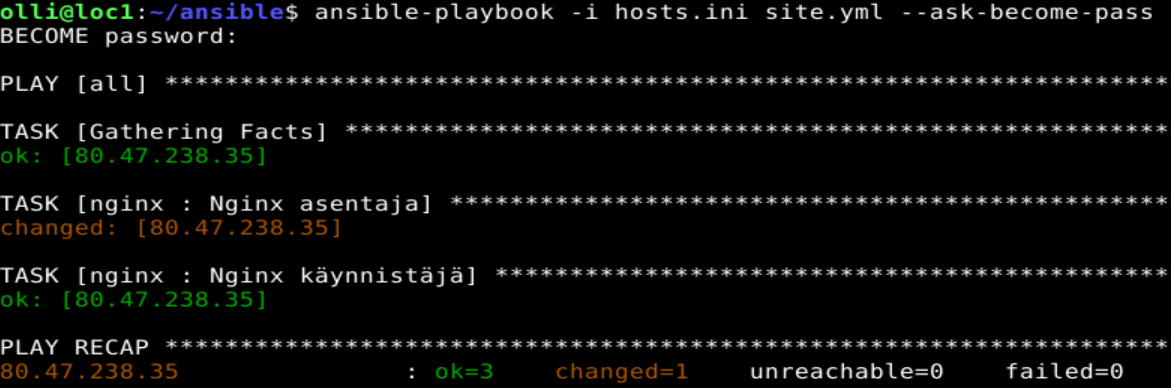 olli@loc1:~/ansible$ ansible-playbook -i hosts.ini site.yml --ask-become-pass
BECOME password:
PLAY [all] *******************************************************************
TASK [Gathering Facts] *******************************************************
ok: [80.47.238.35]
TASK [nginx : Nginx asentaja] ************************************************
changed: [80.47.238.35]
TASK [nginx : Nginx käynnistäjä] *********************************************
ok: [80.47.238.35]
PLAY RECAP *******************************************************************
80.47.238.35 : ok=3 changed=1 unreachable=0 failed=0